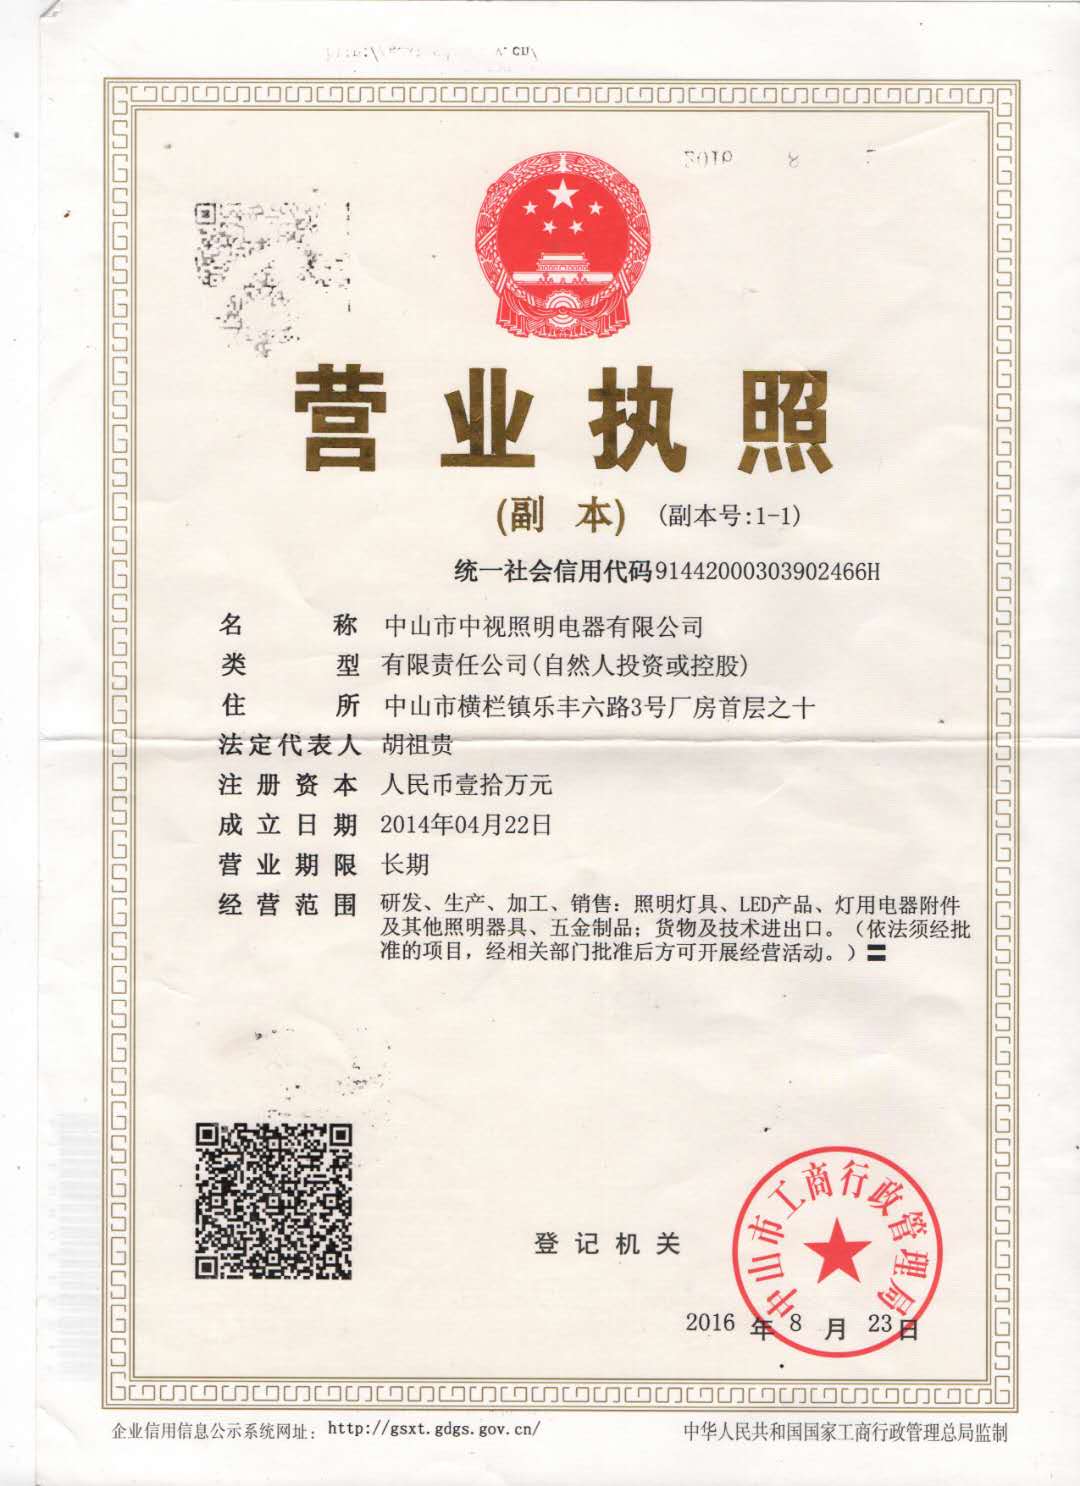 营业执照
(副 本) (副本号:1-1)
统一社会信用代码91442000303902466H
名 称 中山市中视照明电器有限公司
类 型 有限责任公司(自然人投资或控股)
住 所 中山市横栏镇乐丰六路3号厂房首层之十
法定代表人 胡祖贵
注册资本 人民币壹拾万元
成立日期 2014年04月22日
营业期限 长期
经营范围 研发、生产、加工、销售：照明灯具、LED产品、灯用电器附件
及其他照明器具、五金制品；货物及技术进出口。（依法须经批
准的项目，经相关部门批准后方可开展经营活动。）〓
登记机关
中山市工商行政管理局
2016 年 8 月 23 日
企业信用信息公示系统网址：http://gsxt.gdgs.gov.cn/
中华人民共和国国家工商行政管理总局监制